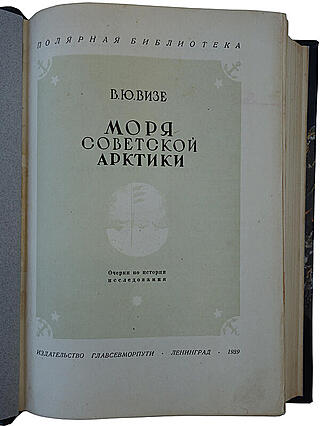 ПОЛЯРНАЯ БИБЛИОТЕКА
В.Ю.ВИЗЕ
МОРЯ
СОВЕТСКОЙ
АРКТИКИ
Очерки по истории
исследования
ИЗДАТЕЛЬСТВО ГЛАВСЕВМОРПУТИ · ЛЕНИНГРАД · 1939